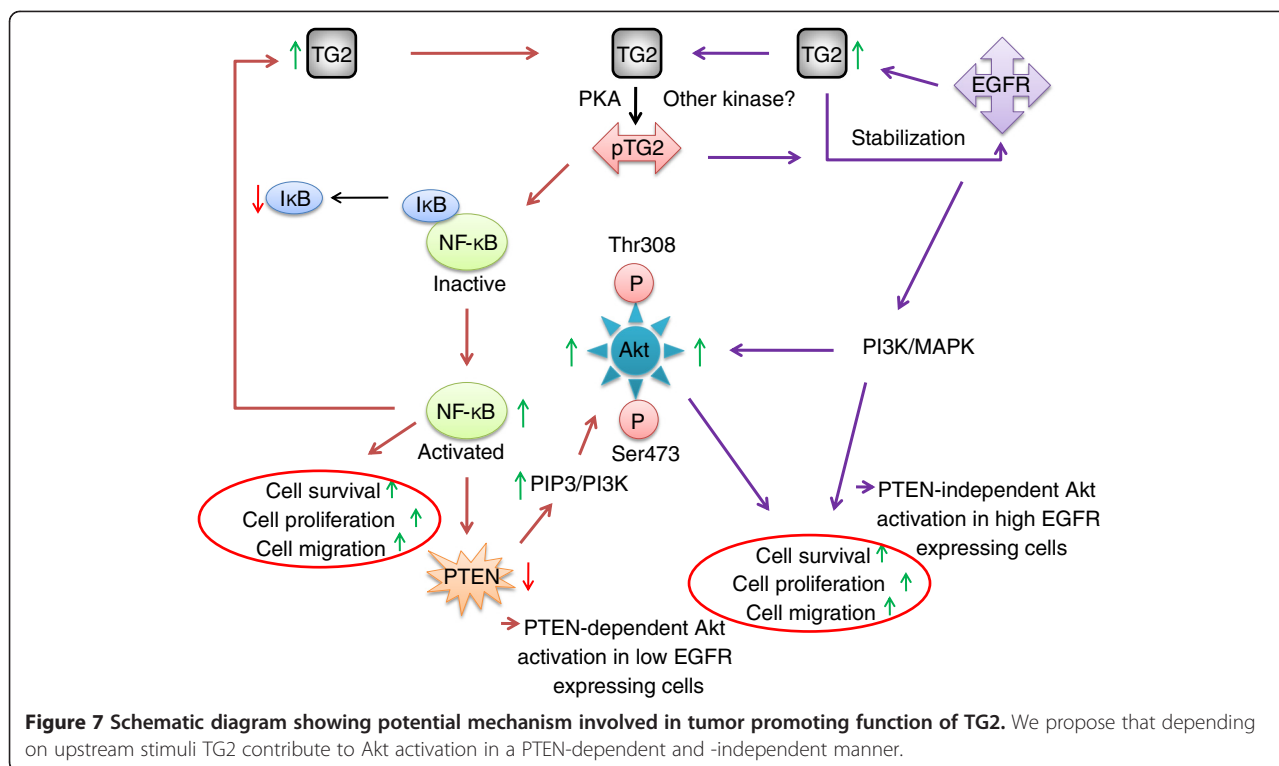 TG2
TG2
TG2
EGFR
PKA
Other kinase?
Stabilization
pTG2
IκB
IκB
NF-κB
Inactive
Thr308
P
Akt
PI3K/MAPK
NF-κB
Activated
P
Ser473
PIP3/PI3K
Cell survival
Cell proliferation
Cell migration
PTEN
PTEN-dependent Akt
activation in low EGFR
expressing cells
PTEN-independent Akt
activation in high EGFR
expressing cells
Cell survival
Cell proliferation
Cell migration
Figure 7 Schematic diagram showing potential mechanism involved in tumor promoting function of TG2. We propose that depending
on upstream stimuli TG2 contribute to Akt activation in a PTEN-dependent and -independent manner.